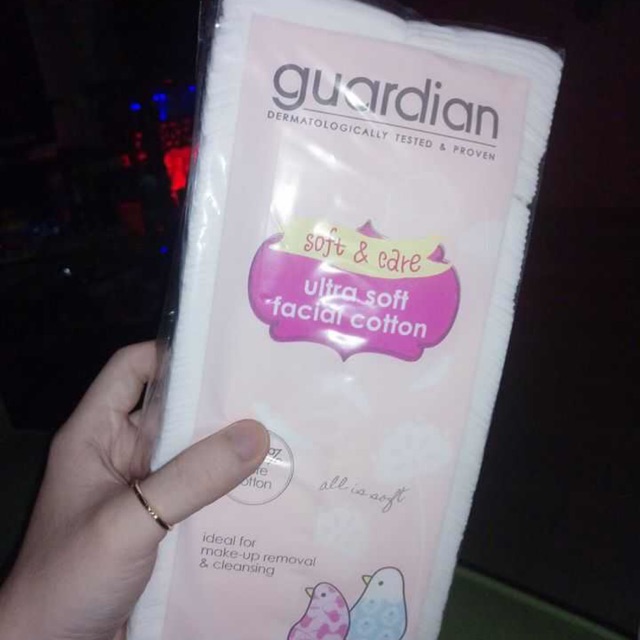 guardian
DERMATOLOGICALLY TESTED & PROVEN
soft & care
ultra soft
facial cotton
cotton
all is soft
ideal for
make-up removal
& cleansing